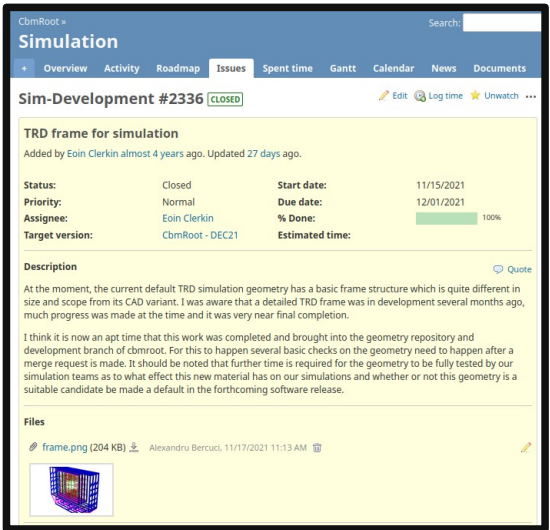 CbmRoot »
Search:
Simulation
+ Overview Activity Roadmap Issues Spent time Gantt Calendar News Documents
Sim-Development #2336 CLOSED Edit Log time Unwatch ...
TRD frame for simulation
Added by Eoin Clerkin almost 4 years ago. Updated 27 days ago.
Status: Closed Start date: 11/15/2021
Priority: Normal Due date: 12/01/2021
Assignee: Eoin Clerkin % Done: 100%
Target version: CbmRoot - DEC21 Estimated time:
Description Quote
At the moment, the current default TRD simulation geometry has a basic frame structure which is quite different in
size and scope from its CAD variant. I was aware that a detailed TRD frame was in development several months ago,
much progress was made at the time and it was very near final completion.
I think it is now an apt time that this work was completed and brought into the geometry repository and
development branch of cbmroot. For this to happen several basic checks on the geometry need to happen after a
merge request is made. It should be noted that further time is required for the geometry to be fully tested by our
simulation teams as to what effect this new material has on our simulations and whether or not this geometry is a
suitable candidate be made a default in the forthcoming software release.
Files
frame.png (204 KB) Alexandru Bercuci, 11/17/2021 11:13 AM